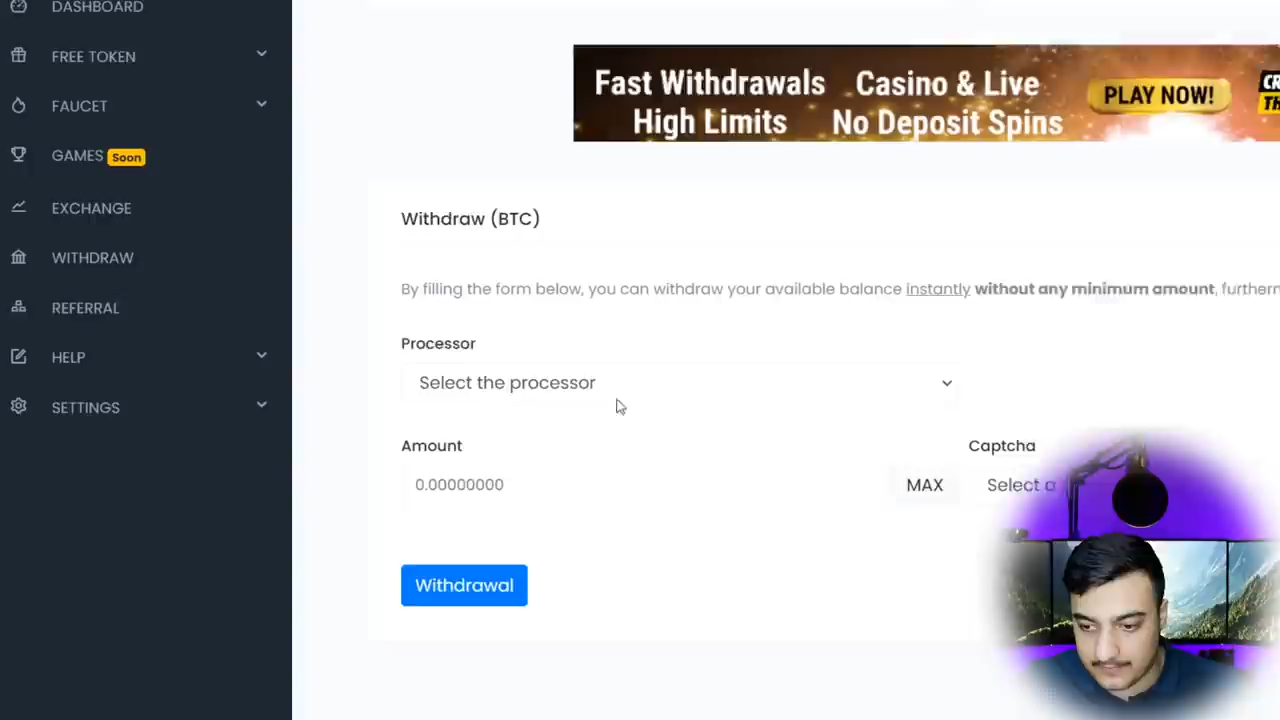 DASHBOARD
FREE TOKEN
FAUCET
GAMES Soon
EXCHANGE
WITHDRAW
REFERRAL
HELP
SETTINGS
Fast Withdrawals
High Limits
Casino & Live
No Deposit Spins
PLAY NOW!
Withdraw (BTC)
By filling the form below, you can withdraw your available balance instantly without any minimum amount,
Processor
Select the processor
Amount
0.00000000
MAX
Captcha
Select
Withdrawal